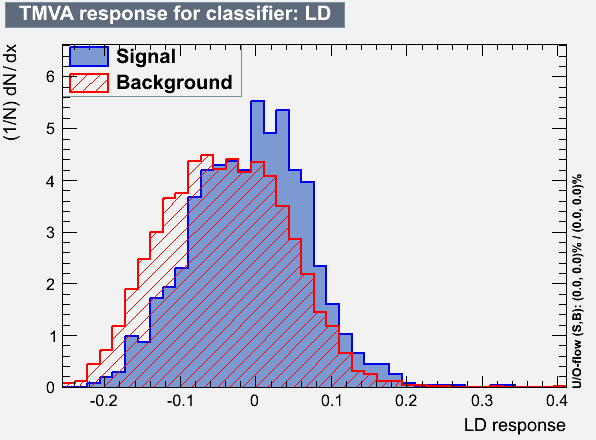 TMVA response for classifier: LD
(1/N) dN / dx
Signal
Background
6
5
4
3
2
1
0
-0.2 -0.1 0 0.1 0.2 0.3 0.4
LD response
U/O-flow (S,B): (0.0, 0.0)% / (0.0, 0.0)%